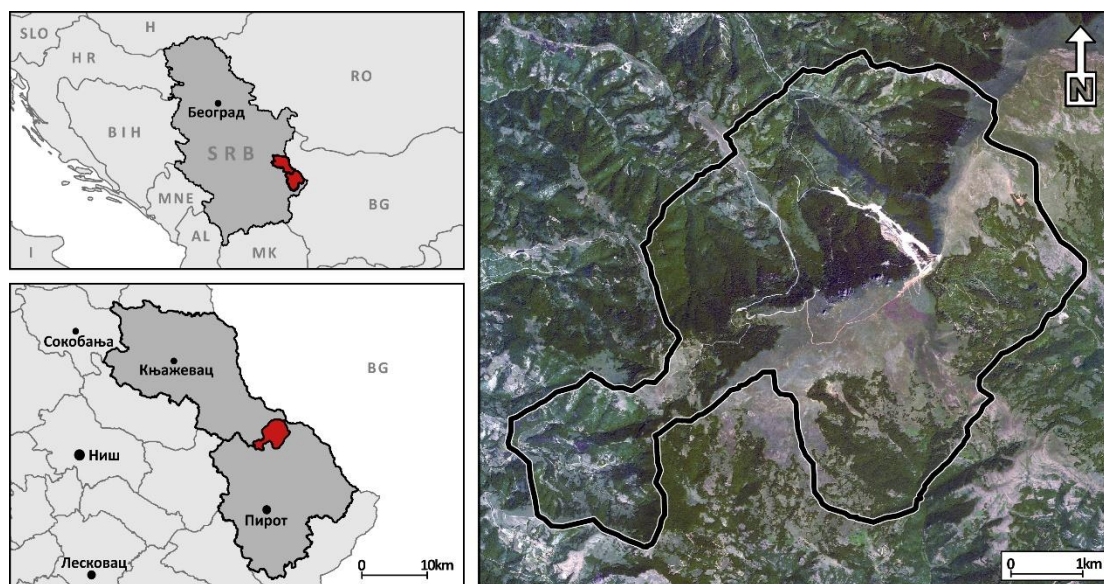 SLO
H
HR
RO
Београд
BIH
SRB
MNE
BG
AL
I
MK
Сокобања
Књажевац
BG
Ниш
Пирот
Лесковац
0 10km
N
0 1km